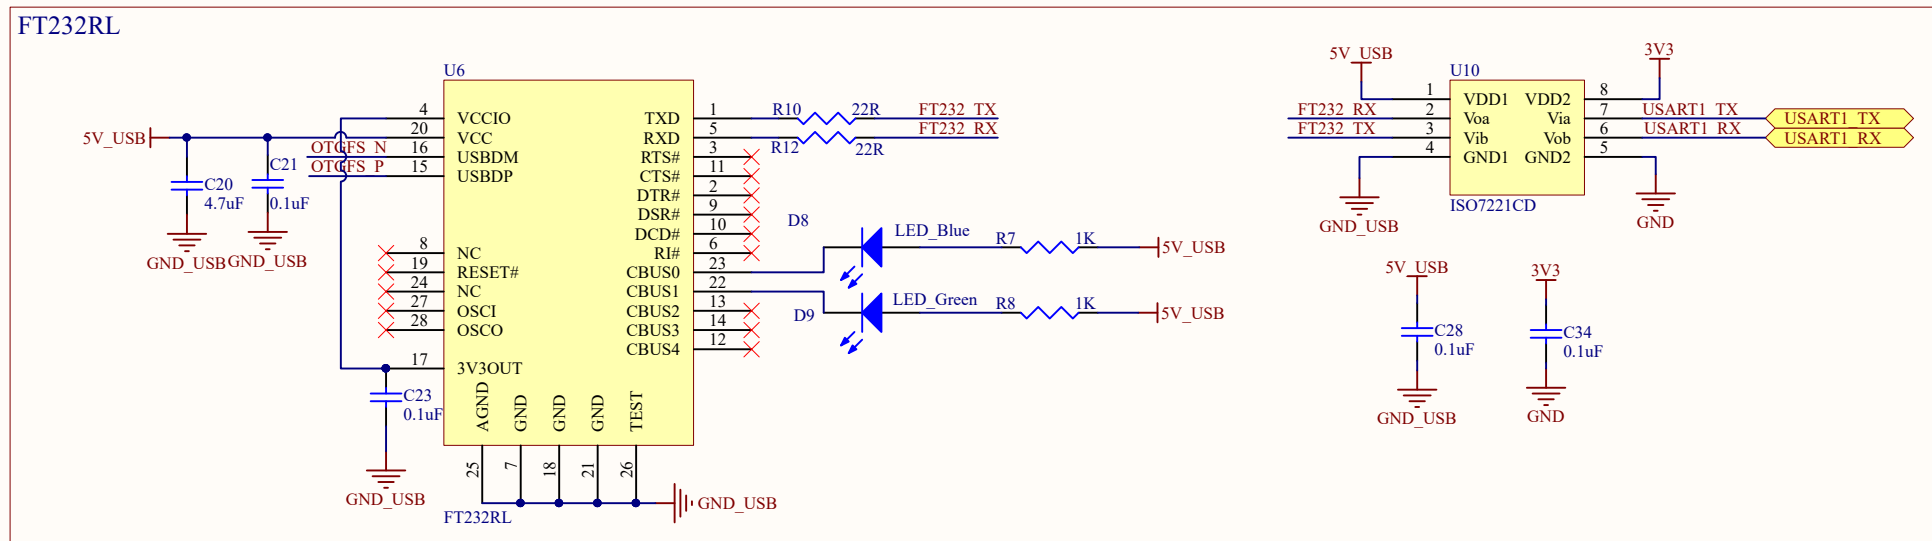 FT232RL
U6
4 VCCIO
20 VCC
16 USBDM
15 USBDP
8 NC
19 RESET#
24 NC
27 OSCI
28 OSCO
17 3V3OUT
TXD 1
RXD 5
RTS# 3
CTS# 11
DTR# 2
DSR# 9
DCD# 10
RI# 6
CBUS0 23
CBUS1 22
CBUS2 13
CBUS3 14
CBUS4 12
AGND 25
GND 7
GND 18
GND 21
TEST 26
FT232RL
GND_USB
5V_USB
OTGFS_N
OTGFS_P
C20
4.7uF
GND_USB
C21
0.1uF
GND_USB
C23
0.1uF
GND_USB
R10 22R FT232_TX
R12 22R FT232_RX
D8 LED_Blue R7 1K 5V_USB
D9 LED_Green R8 1K 5V_USB
5V_USB
3V3
U10
FT232_RX
FT232_TX
1 VDD1 VDD2 8
2 Voa Via 7
3 Vib Vob 6
4 GND1 GND2 5
USART1_TX USART1_TX
USART1_RX USART1_RX
GND_USB
ISO7221CD
GND
5V_USB
C28
0.1uF
GND_USB
3V3
C34
0.1uF
GND